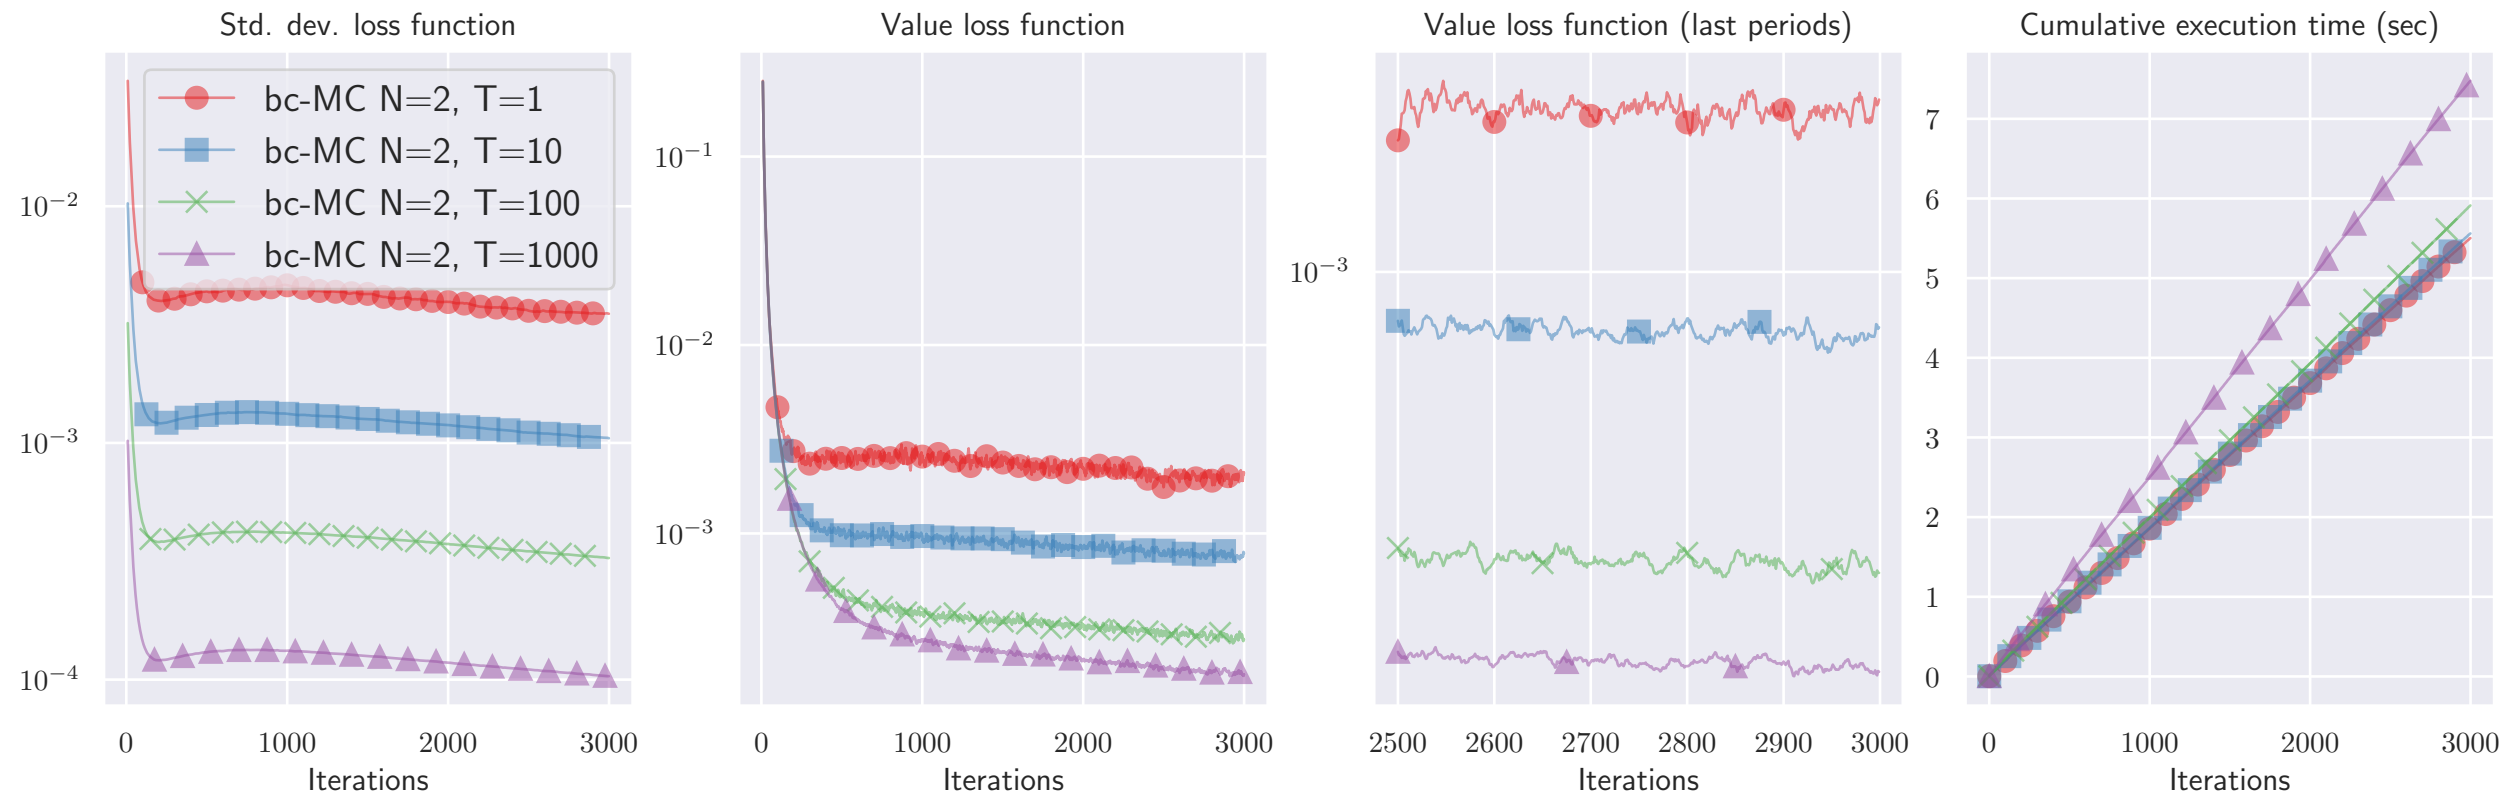 Std. dev. loss function
bc-MC N=2, T=1
bc-MC N=2, T=10
bc-MC N=2, T=100
bc-MC N=2, T=1000
10⁻²
10⁻³
10⁻⁴
0 1000 2000 3000
Iterations
Value loss function
10⁻¹
10⁻²
10⁻³
0 1000 2000 3000
Iterations
Value loss function (last periods)
10⁻³
2500 2600 2700 2800 2900 3000
Iterations
Cumulative execution time (sec)
7
6
5
4
3
2
1
0
0 1000 2000 3000
Iterations